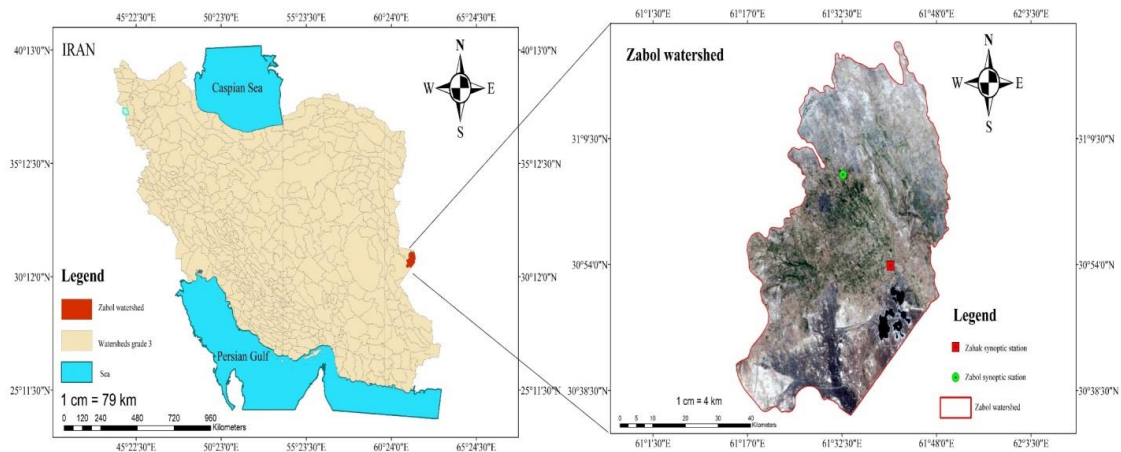 45°22'30"E 50°23'0"E 55°23'30"E 60°24'0"E 65°24'30"E
40°13'0"N
35°12'30"N
30°12'0"N
25°11'30"N
IRAN
Caspian Sea
N
W E
S
Persian Gulf
Legend
Zabol watershed
Watersheds grade 3
Sea
1 cm = 79 km
0 120 240 480 720 960
Kilometers
40°13'0"N
35°12'30"N
30°12'0"N
25°11'30"N
45°22'30"E 50°23'0"E 55°23'30"E 60°24'0"E 65°24'30"E
61°1'30"E 61°17'0"E 61°32'30"E 61°48'0"E 62°3'30"E
31°9'30"N
30°54'0"N
30°38'30"N
Zabol watershed
N
W E
S
Legend
Zahak synoptic station
Zabol synoptic station
Zabol watershed
1 cm = 4 km
0 5 10 20 30 40
Kilometers
31°9'30"N
30°54'0"N
30°38'30"N
61°1'30"E 61°17'0"E 61°32'30"E 61°48'0"E 62°3'30"E